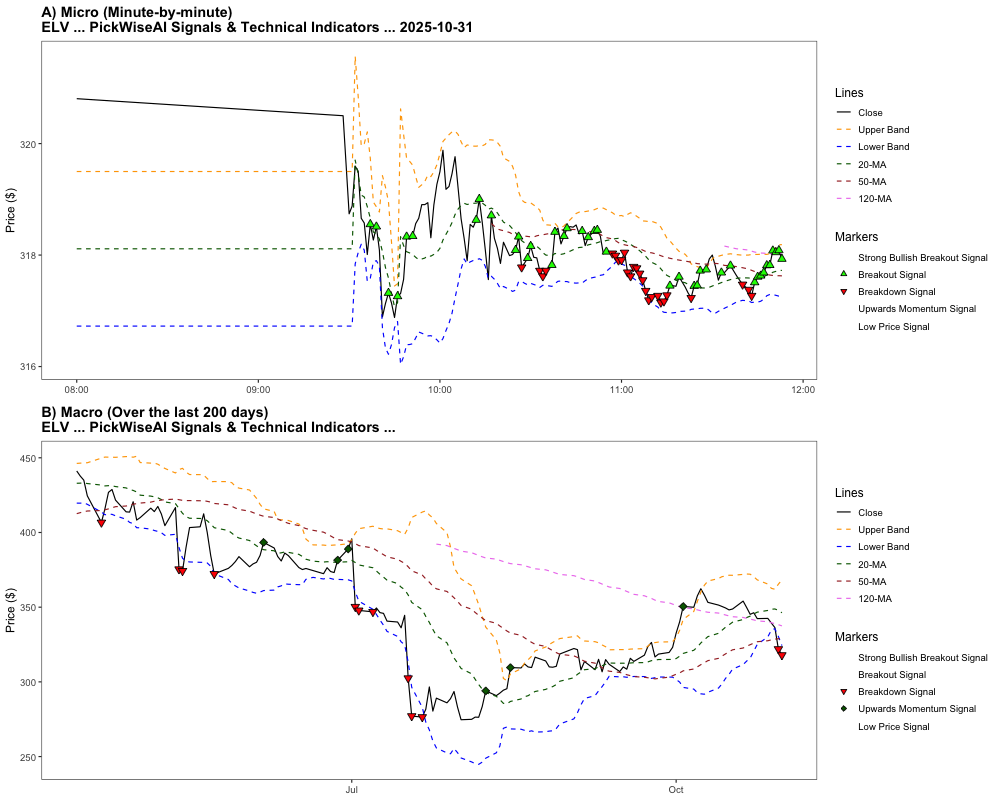 A) Micro (Minute-by-minute)
ELV ... PickWiseAI Signals & Technical Indicators ... 2025-10-31
Price ($)
320
318
316
08:00
09:00
10:00
11:00
12:00
Lines
Close
Upper Band
Lower Band
20-MA
50-MA
120-MA
Markers
Strong Bullish Breakout Signal
Breakout Signal
Breakdown Signal
Upwards Momentum Signal
Low Price Signal
B) Macro (Over the last 200 days)
ELV ... PickWiseAI Signals & Technical Indicators ...
Price ($)
450
400
350
300
250
Jul
Oct
Lines
Close
Upper Band
Lower Band
20-MA
50-MA
120-MA
Markers
Strong Bullish Breakout Signal
Breakout Signal
Breakdown Signal
Upwards Momentum Signal
Low Price Signal